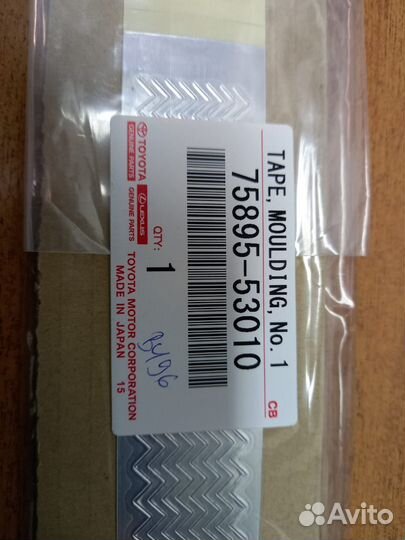 TAPE, MOULDING, No. 1
75895-53010
CB
TOYOTA
GENUINE PARTS
LEXUS
GENUINE PARTS
QTY:
1
TOYOTA MOTOR CORPORATION
MADE IN JAPAN 15
Avito